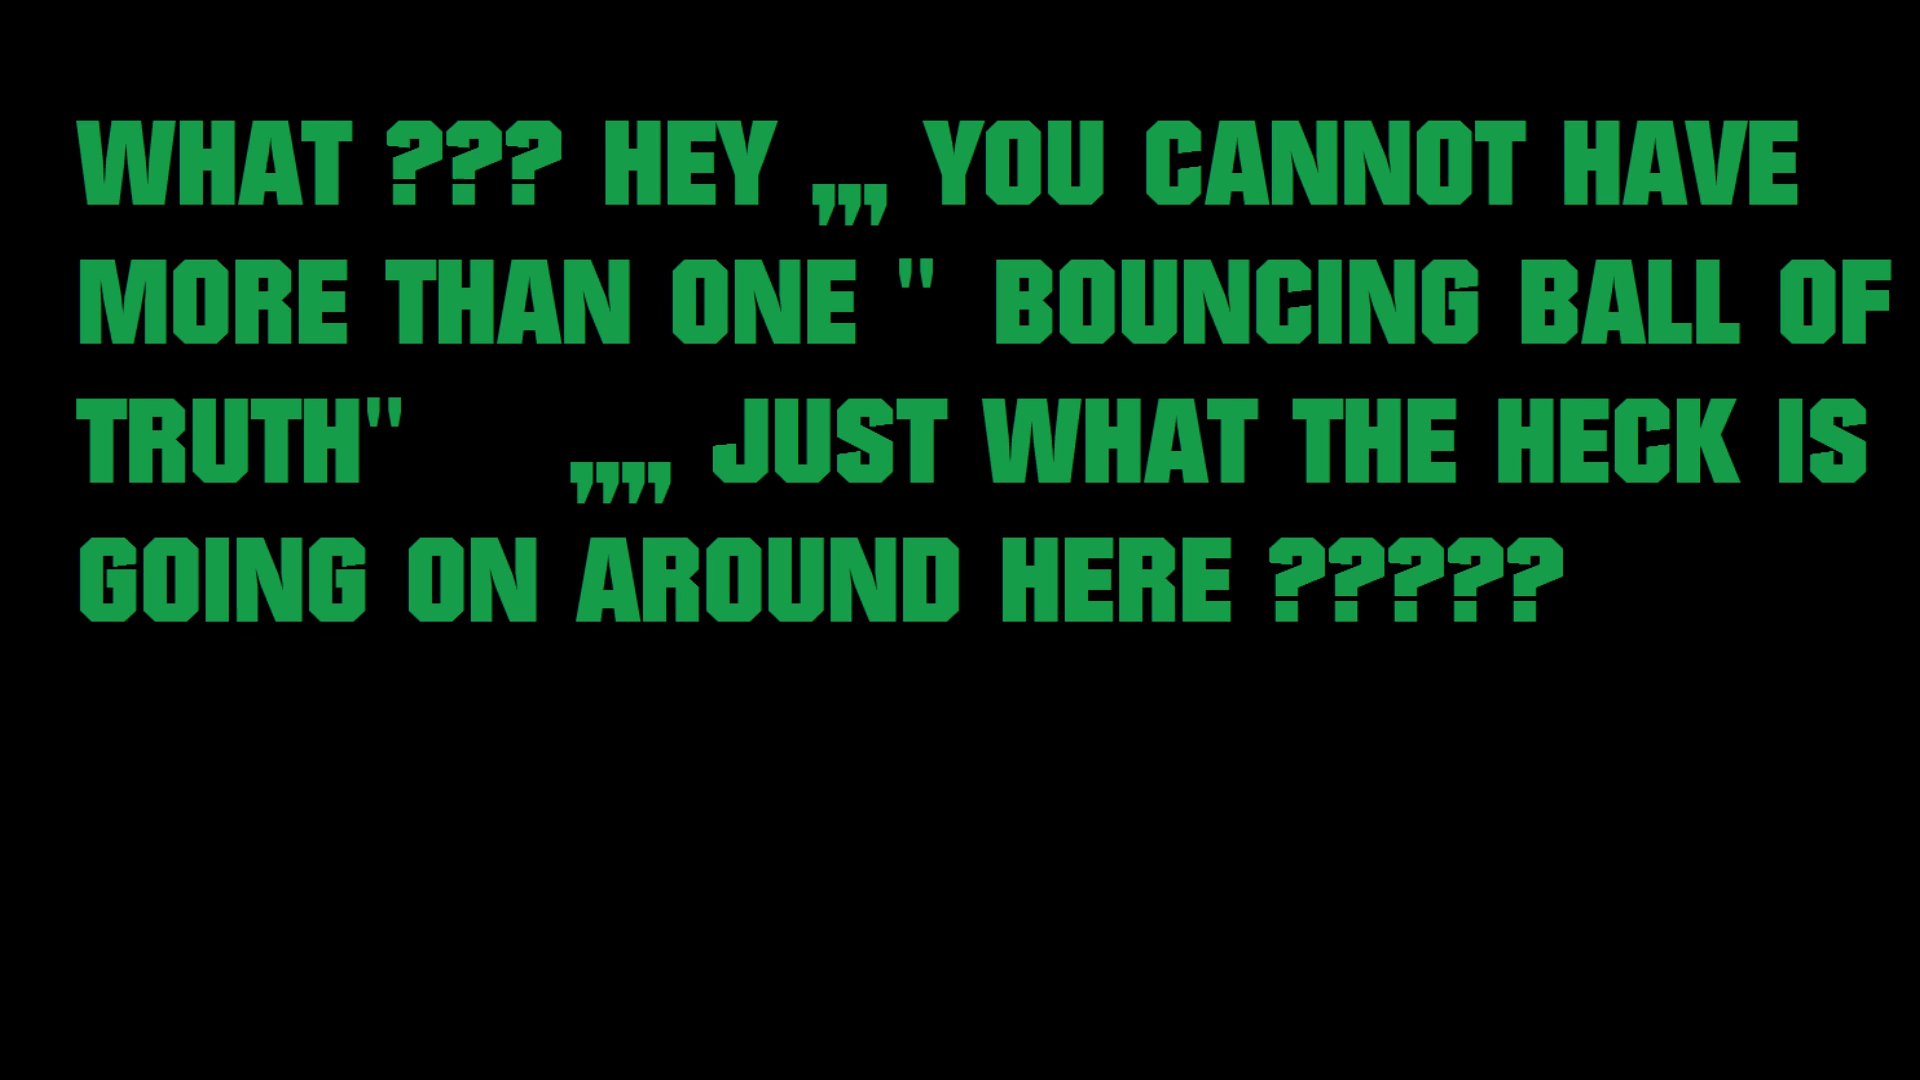 WHAT ??? HEY ,,, YOU CANNOT HAVE
MORE THAN ONE "  BOUNCING BALL OF
TRUTH"      ,,,, JUST WHAT THE HECK IS
GOING ON AROUND HERE ?????